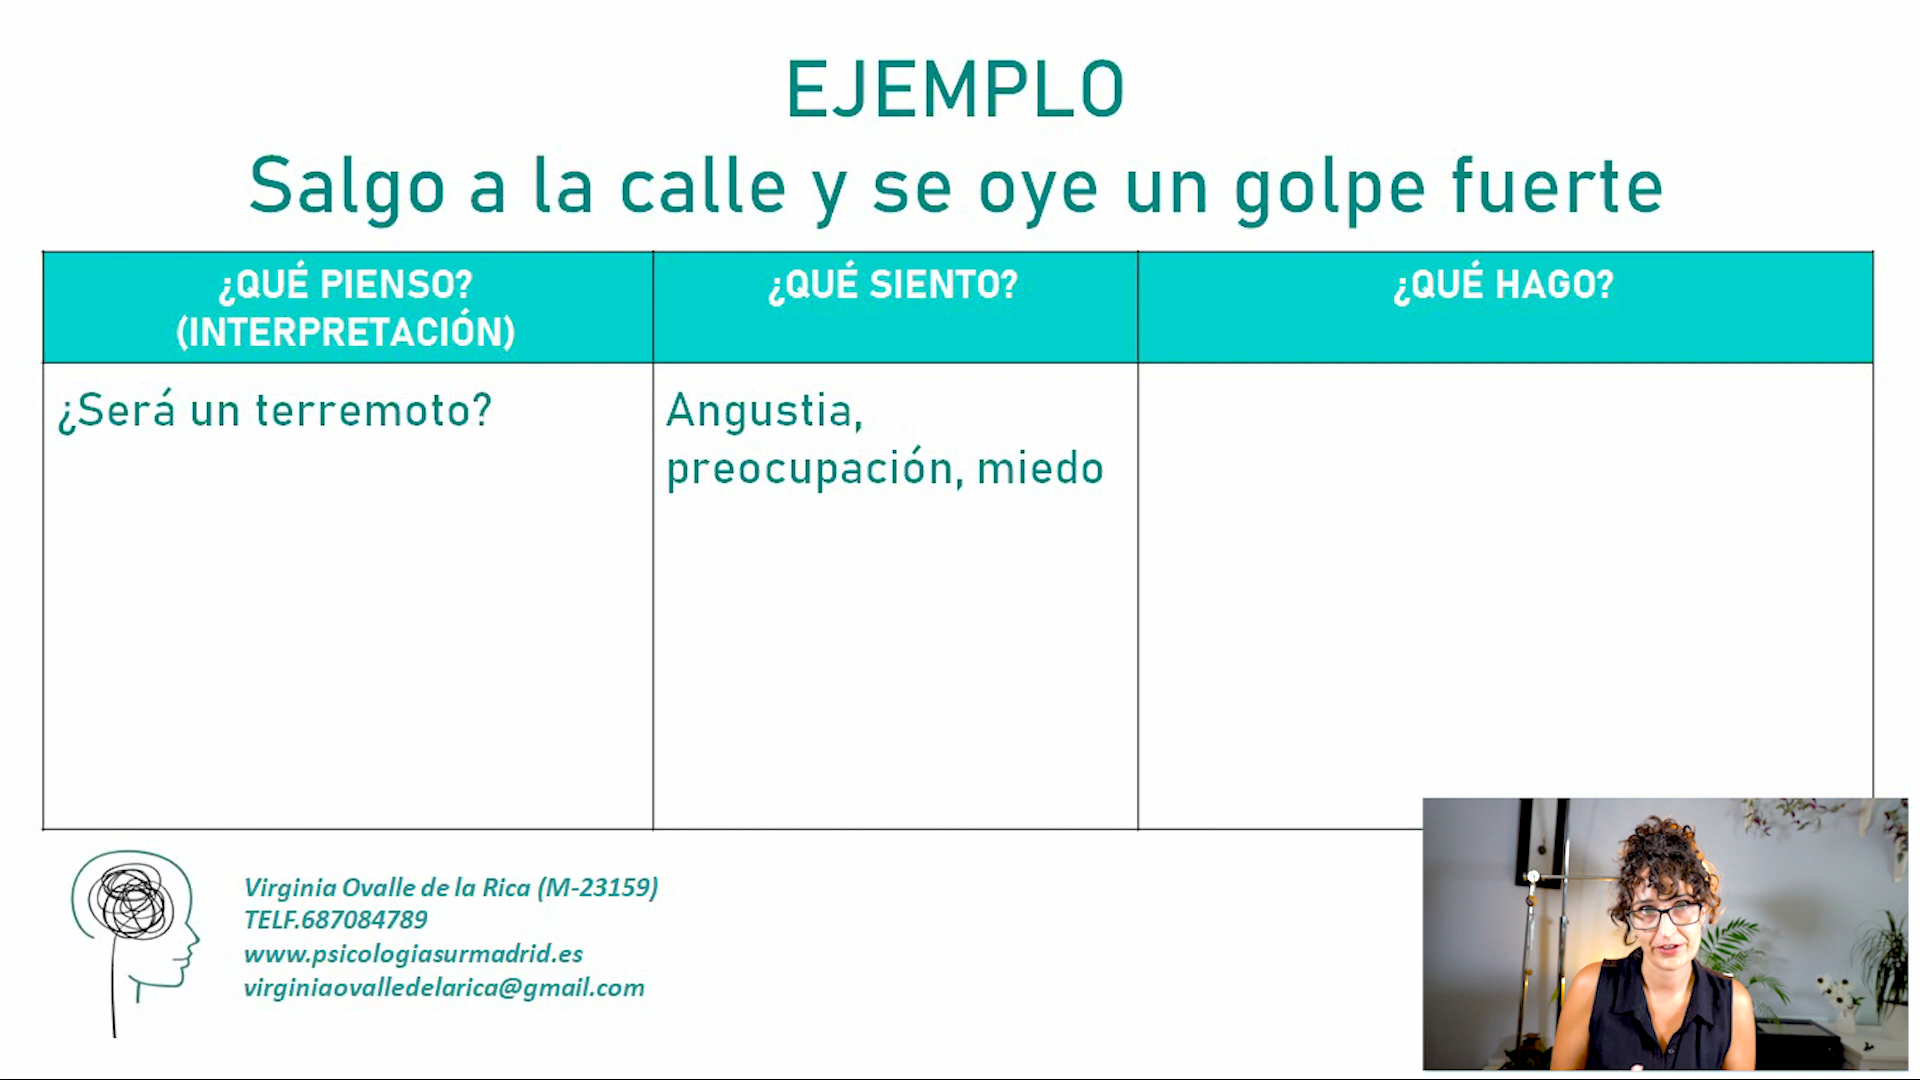 EJEMPLO
Salgo a la calle y se oye un golpe fuerte
¿QUÉ PIENSO?
(INTERPRETACIÓN)
¿QUÉ SIENTO?
¿QUÉ HAGO?
¿Será un terremoto?
Angustia,
preocupación, miedo
Virginia Ovalle de la Rica (M-23159)
TELF.687084789
www.psicologiasurmadrid.es
virginiaovalledelarica@gmail.com